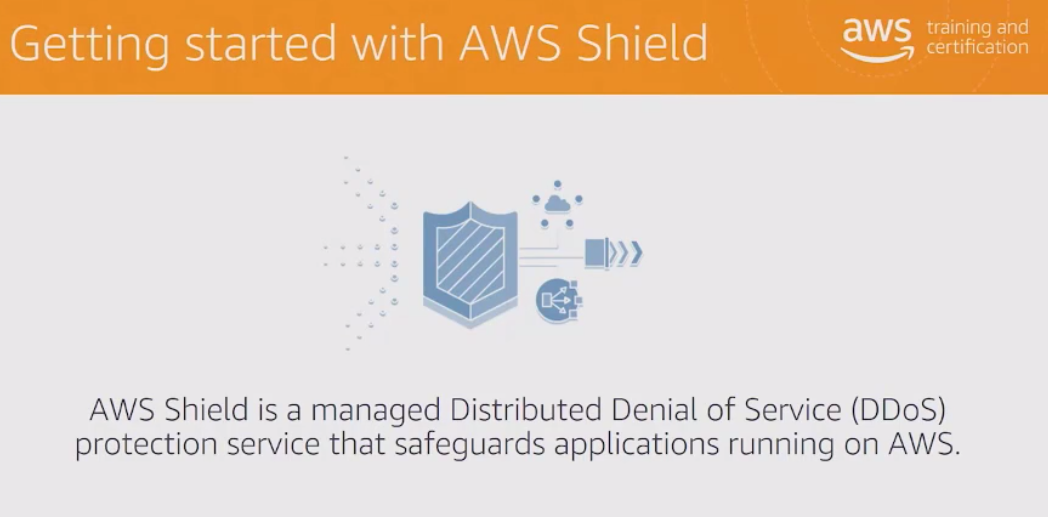 Getting started with AWS Shield
aws training and
certification
AWS Shield is a managed Distributed Denial of Service (DDoS)
protection service that safeguards applications running on AWS.